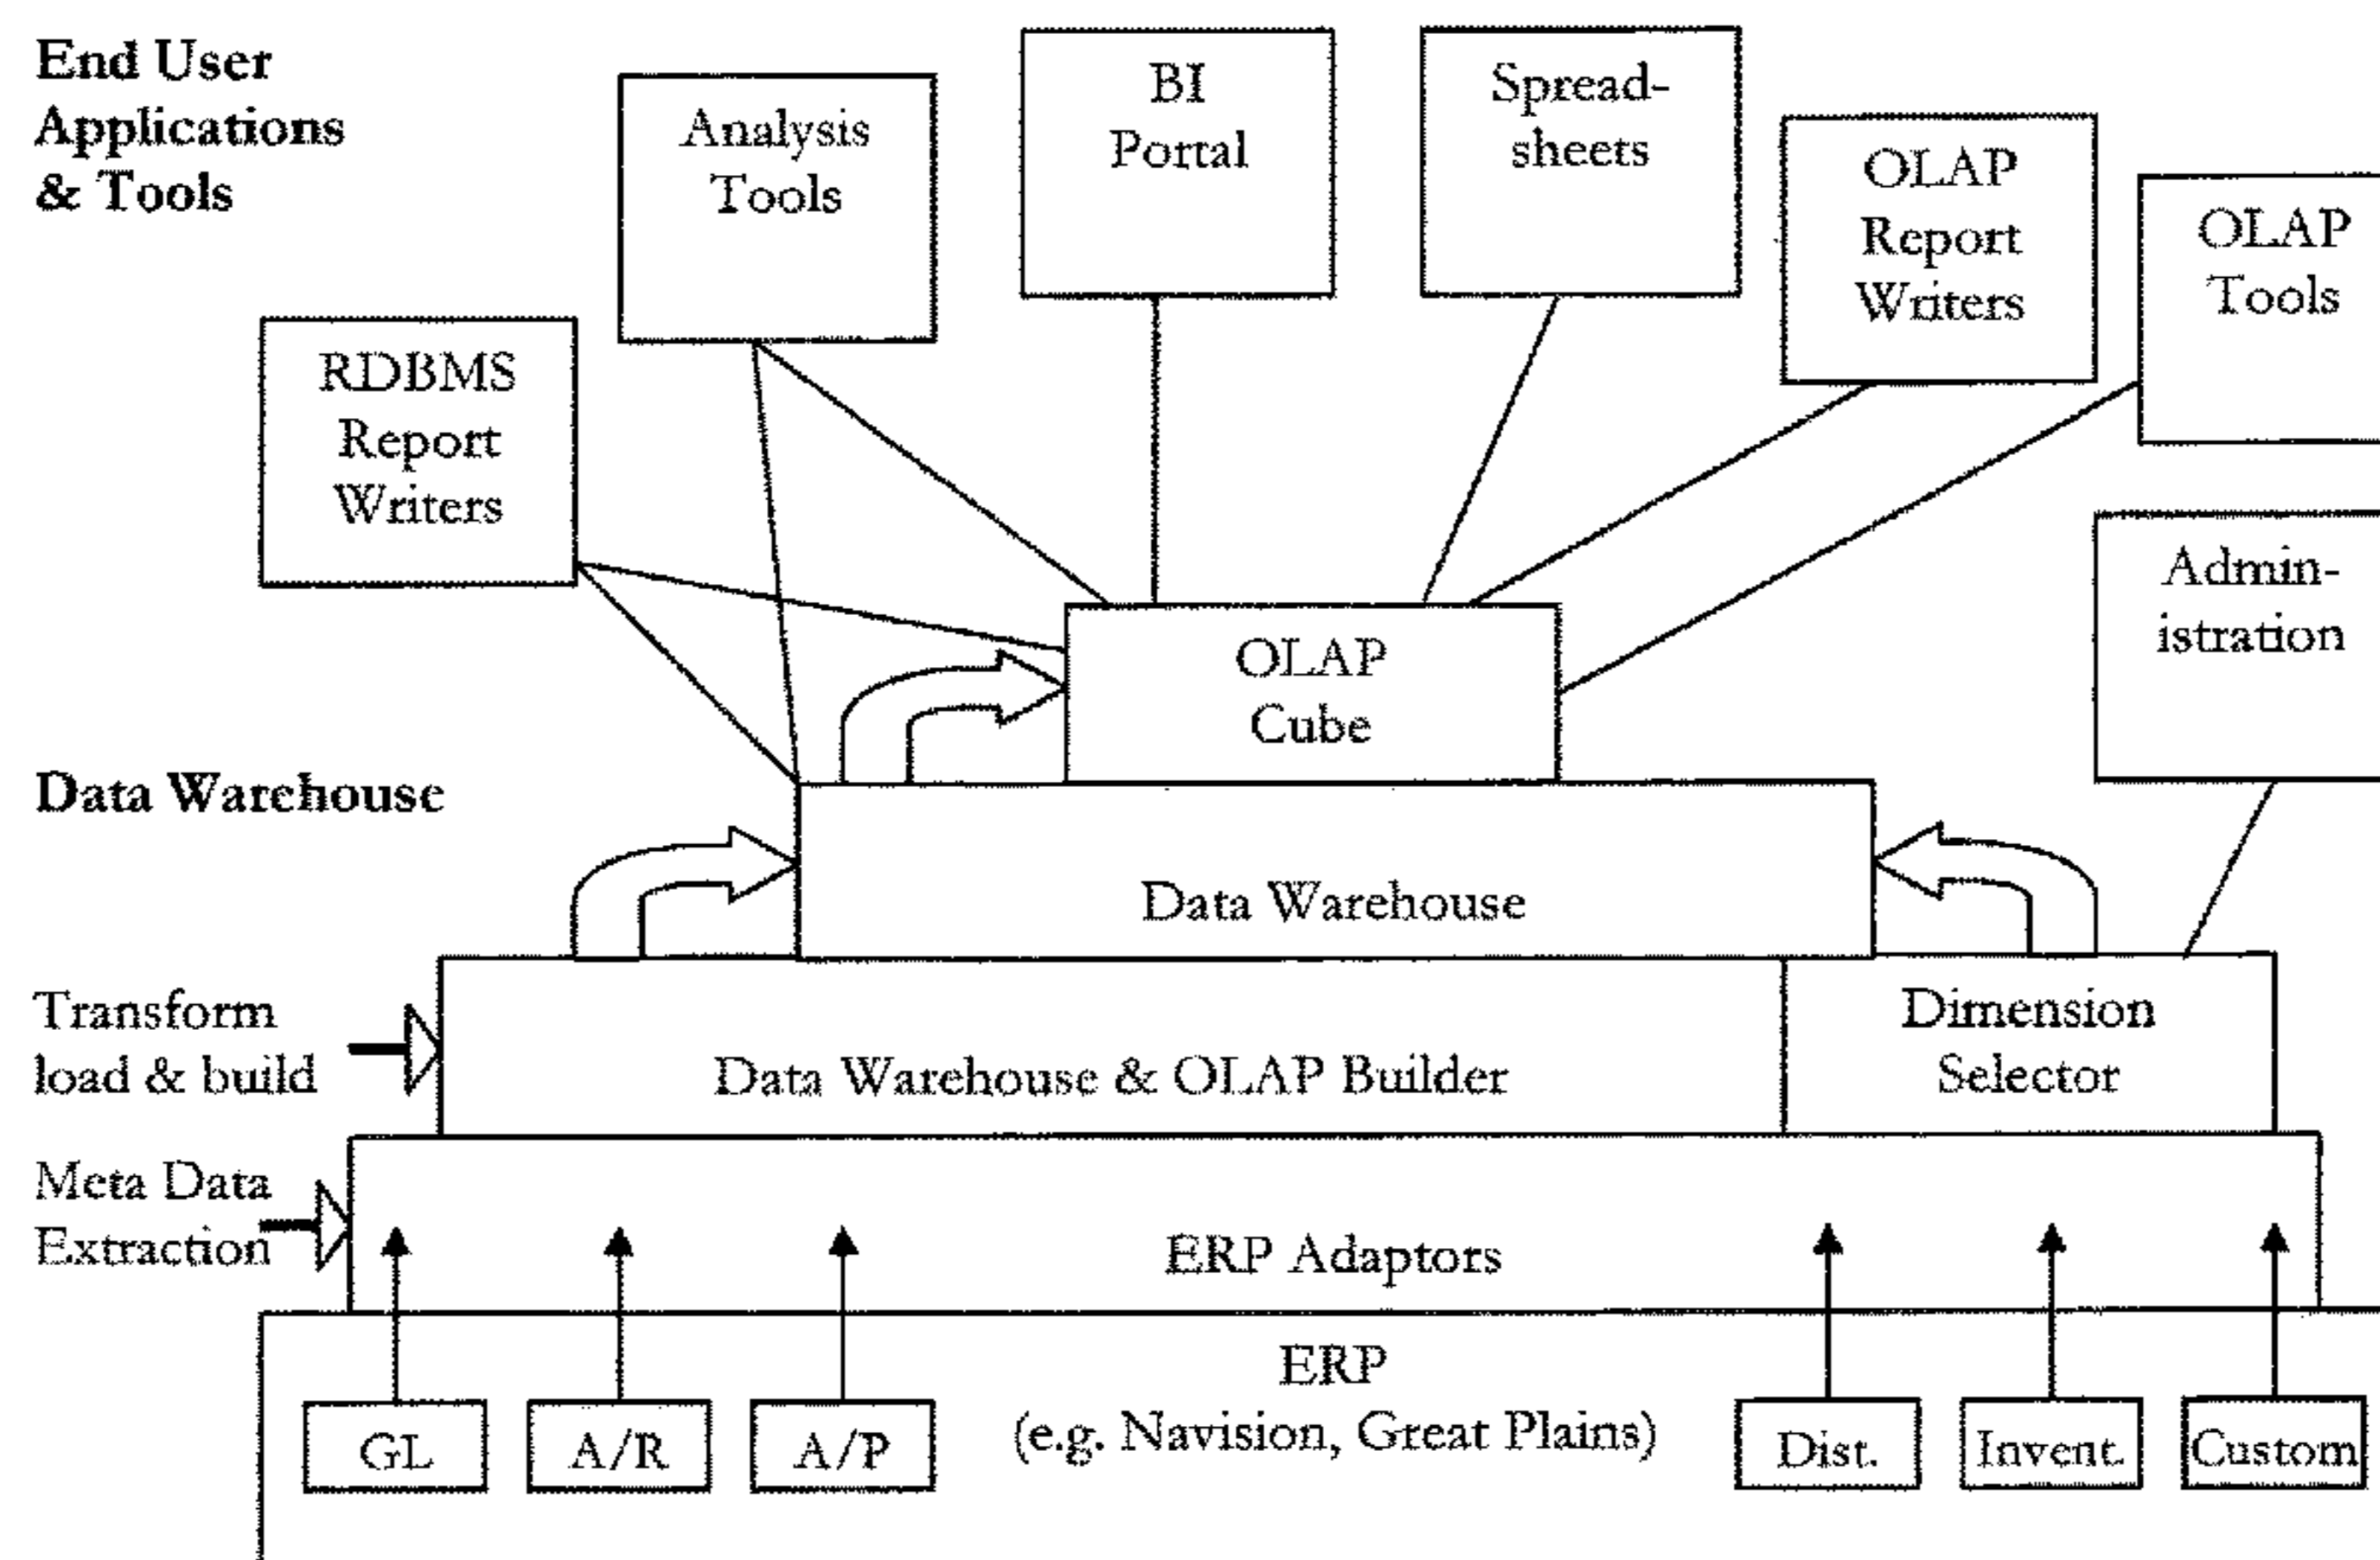 End User
Applications
& Tools
Analysis
Tools
BI
Portal
Spread-
sheets
OLAP
Report
Writers
OLAP
Tools
RDBMS
Report
Writers
Admin-
istration
OLAP
Cube
Data Warehouse
Data Warehouse
Transform
load & build
Data Warehouse & OLAP Builder
Dimension
Selector
Meta Data
Extraction
ERP Adaptors
ERP
(e.g. Navision, Great Plains)
GL
A/R
A/P
Dist.
Invent.
Custom